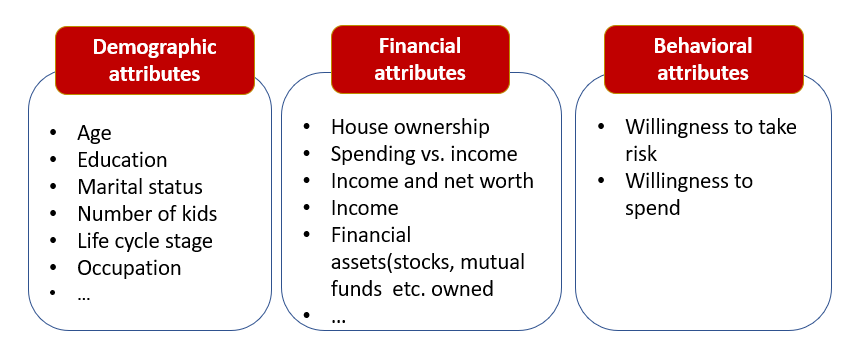 Demographic
attributes
• Age
• Education
• Marital status
• Number of kids
• Life cycle stage
• Occupation
• ...
Financial
attributes
• House ownership
• Spending vs. income
• Income and net worth
• Income
• Financial
assets(stocks, mutual
funds  etc. owned
• ...
Behavioral
attributes
• Willingness to take
risk
• Willingness to
spend